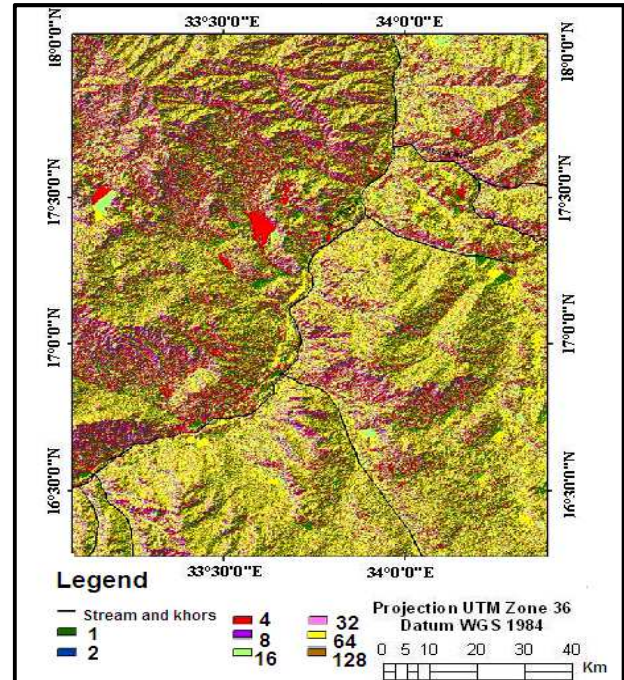 33°30'0"E 34°0'0"E
18°0'0"N 18°0'0"N
17°30'0"N 17°30'0"N
17°0'0"N 17°0'0"N
16°30'0"N 16°30'0"N
33°30'0"E 34°0'0"E
Legend
Stream and khors
1
2
4
8
16
32
64
128
Projection UTM Zone 36
Datum WGS 1984
0 5 10 20 30 40
Km